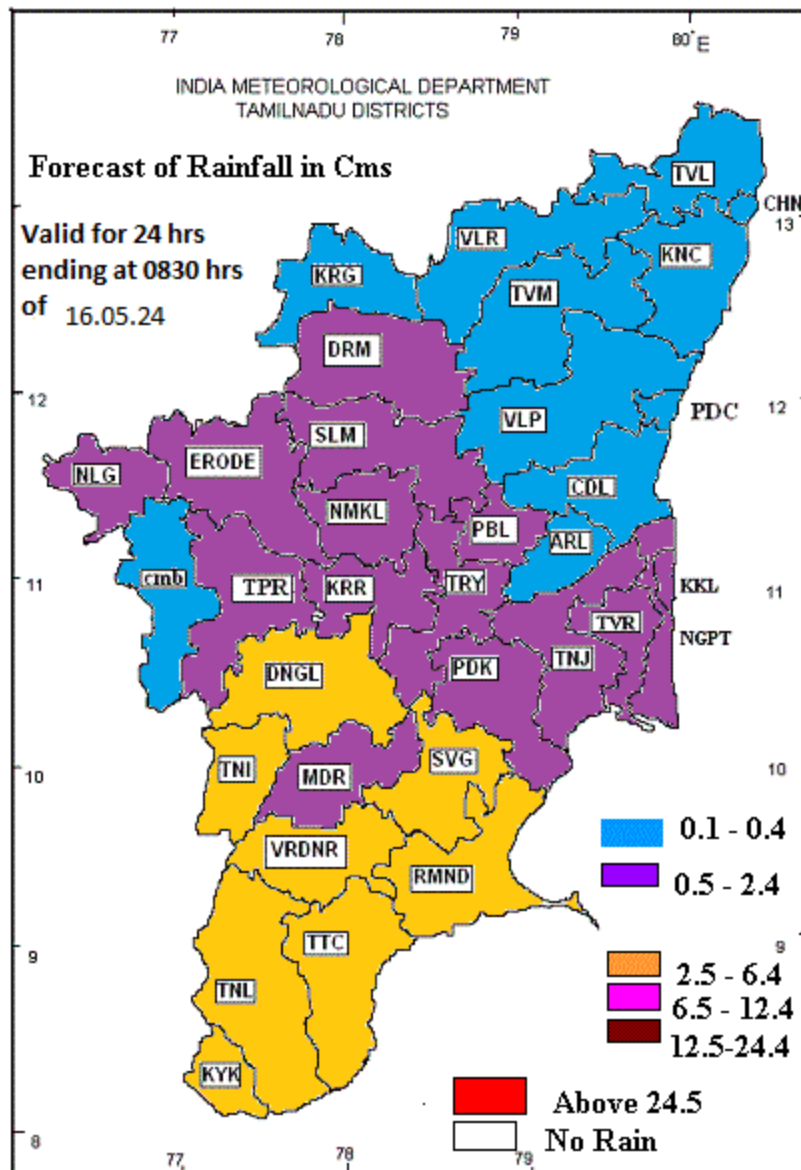 77 78 79 80°E
INDIA METEOROLOGICAL DEPARTMENT
TAMILNADU DISTRICTS
Forecast of Rainfall in Cms
TVL
CHN
13
Valid for 24 hrs
ending at 0830 hrs
of 16.05.24
VLR
KNC
KRG
TVM
DRM
12
VLP
PDC
12
SLM
ERODE
NLG
CDL
NMKL
PBL
ARL
11
cmb
TPR
KRR
TRY
KKL
11
TVR
NGPT
DNGL
PDK
TNJ
10
TNI
MDR
SVG
10
0.1 - 0.4
VRDNR
RMND
0.5 - 2.4
9
TTC
9
2.5 - 6.4
TNL
6.5 - 12.4
12.5-24.4
KYK
Above 24.5
8
No Rain
77 78 79